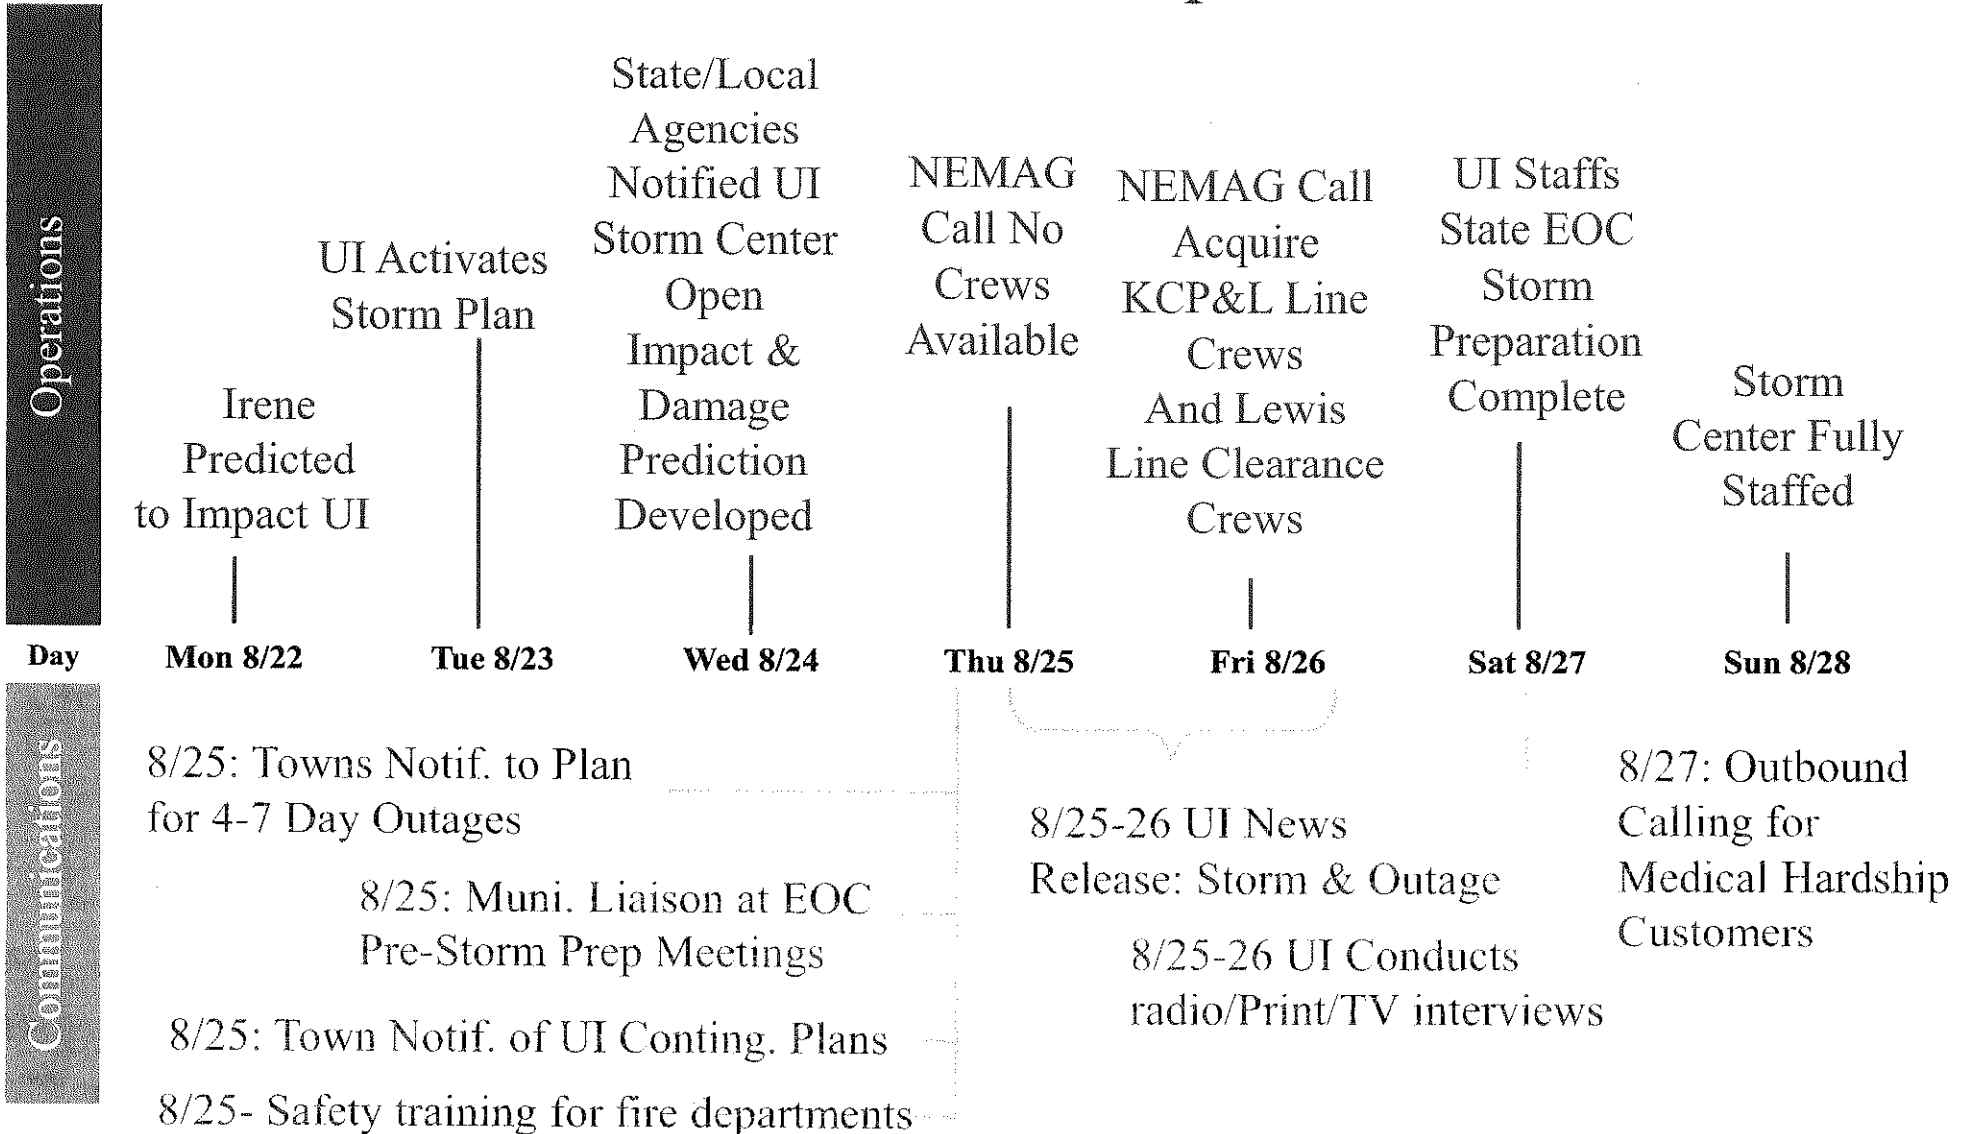 Operations
State/Local
Agencies
Notified UI
Storm Center
Open
Impact &
Damage
Prediction
Developed
UI Activates
Storm Plan
Irene
Predicted
to Impact UI
NEMAG
Call No
Crews
Available
NEMAG Call
Acquire
KCP&L Line
Crews
And Lewis
Line Clearance
Crews
UI Staffs
State EOC
Storm
Preparation
Complete
Storm
Center Fully
Staffed
Day
Mon 8/22
Tue 8/23
Wed 8/24
Thu 8/25
Fri 8/26
Sat 8/27
Sun 8/28
Communications
8/25: Towns Notif. to Plan
for 4-7 Day Outages
8/25: Muni. Liaison at EOC
Pre-Storm Prep Meetings
8/25: Town Notif. of UI Conting. Plans
8/25- Safety training for fire departments
8/25-26 UI News
Release: Storm & Outage
8/25-26 UI Conducts
radio/Print/TV interviews
8/27: Outbound
Calling for
Medical Hardship
Customers